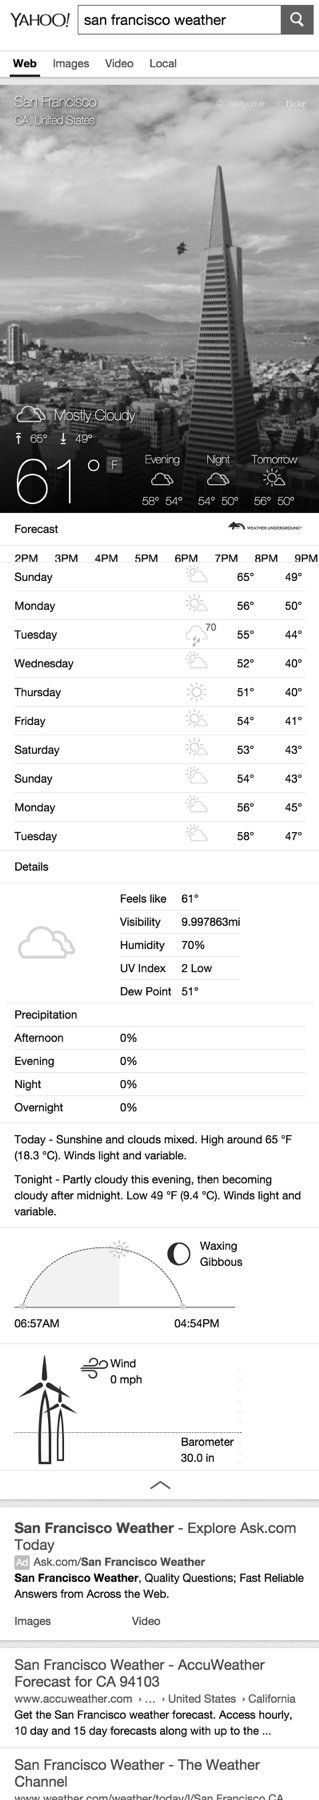 YAHOO! san francisco weather
Web Images Video Local
San Francisco
CA, United States
on flickr
Mostly Cloudy
65° 49°
61° F
Evening Night Tomorrow
58° 54° 54° 50° 56° 50°
Forecast WEATHER UNDERGROUND
2PM 3PM 4PM 5PM 6PM 7PM 8PM 9PM
Sunday 65° 49°
Monday 56° 50°
Tuesday 70 55° 44°
Wednesday 52° 40°
Thursday 51° 40°
Friday 54° 41°
Saturday 53° 43°
Sunday 54° 43°
Monday 56° 45°
Tuesday 58° 47°
Details
Feels like 61°
Visibility 9.997863mi
Humidity 70%
UV Index 2 Low
Dew Point 51°
Precipitation
Afternoon 0%
Evening 0%
Night 0%
Overnight 0%
Today - Sunshine and clouds mixed. High around 65 °F
(18.3 °C). Winds light and variable.
Tonight - Partly cloudy this evening, then becoming
cloudy after midnight. Low 49 °F (9.4 °C). Winds light and
variable.
Waxing
Gibbous
06:57AM 04:54PM
Wind
0 mph
Barometer
30.0 in
San Francisco Weather - Explore Ask.com
Today
Ad Ask.com/San Francisco Weather
San Francisco Weather, Quality Questions; Fast Reliable
Answers from Across the Web.
Images Video
San Francisco Weather - AccuWeather
Forecast for CA 94103
www.accuweather.com › ... › United States › California
Get the San Francisco weather forecast. Access hourly,
10 day and 15 day forecasts along with up to the ...
San Francisco Weather - The Weather
Channel
www.weather.com/weather/today/l/San Francisco CA